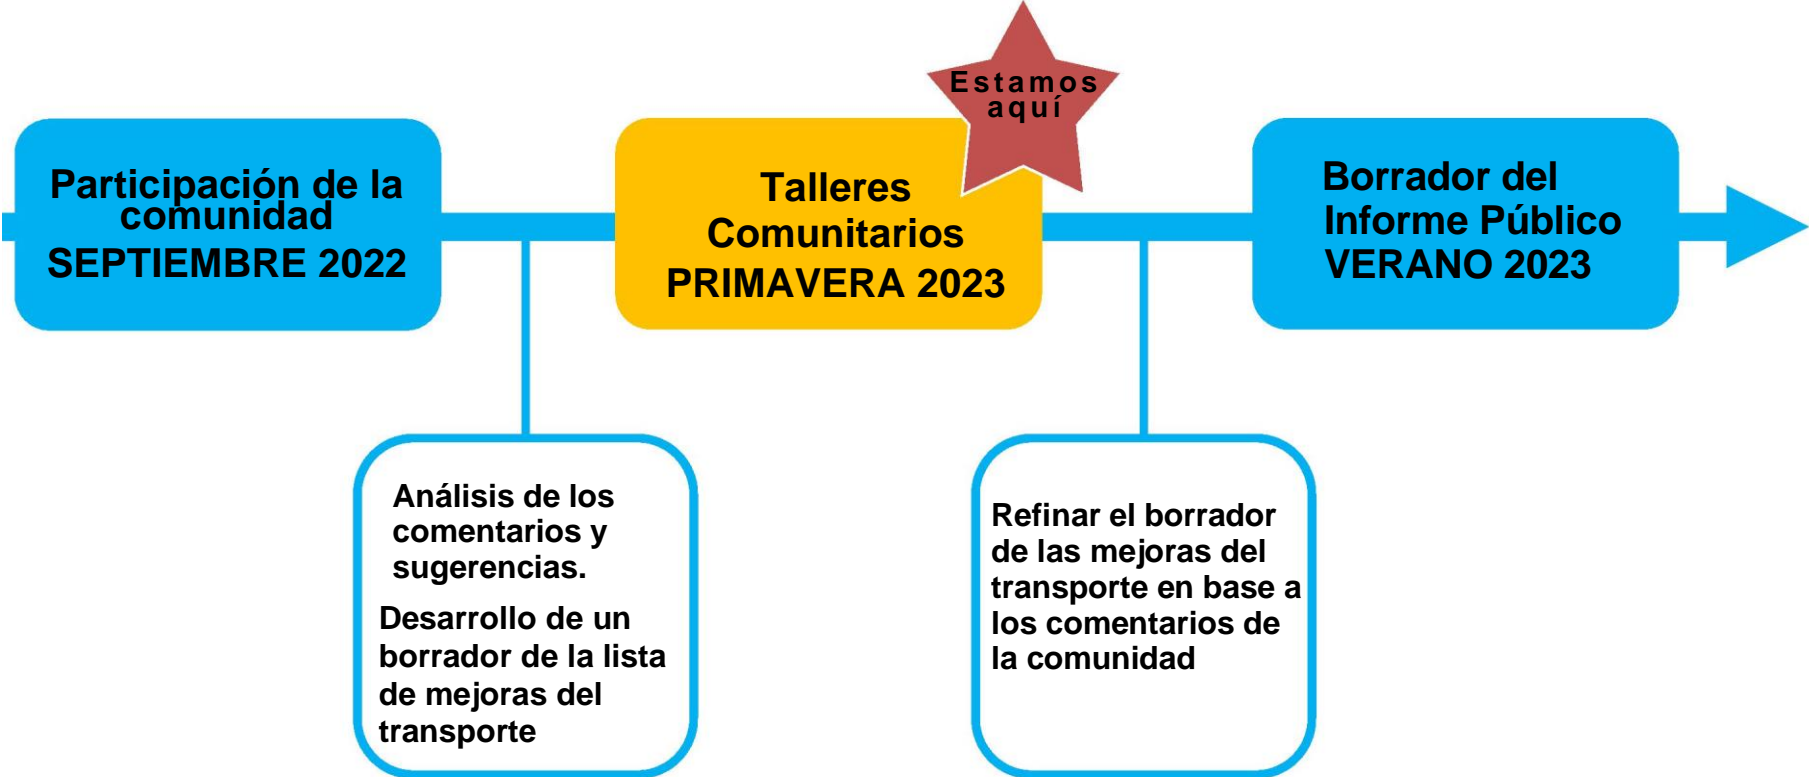 Estamos
aquí
Participación de la
comunidad
SEPTIEMBRE 2022
Talleres
Comunitarios
PRIMAVERA 2023
Borrador del
Informe Público
VERANO 2023
Análisis de los
comentarios y
sugerencias.
Desarrollo de un
borrador de la lista
de mejoras del
transporte
Refinar el borrador
de las mejoras del
transporte en base a
los comentarios de
la comunidad